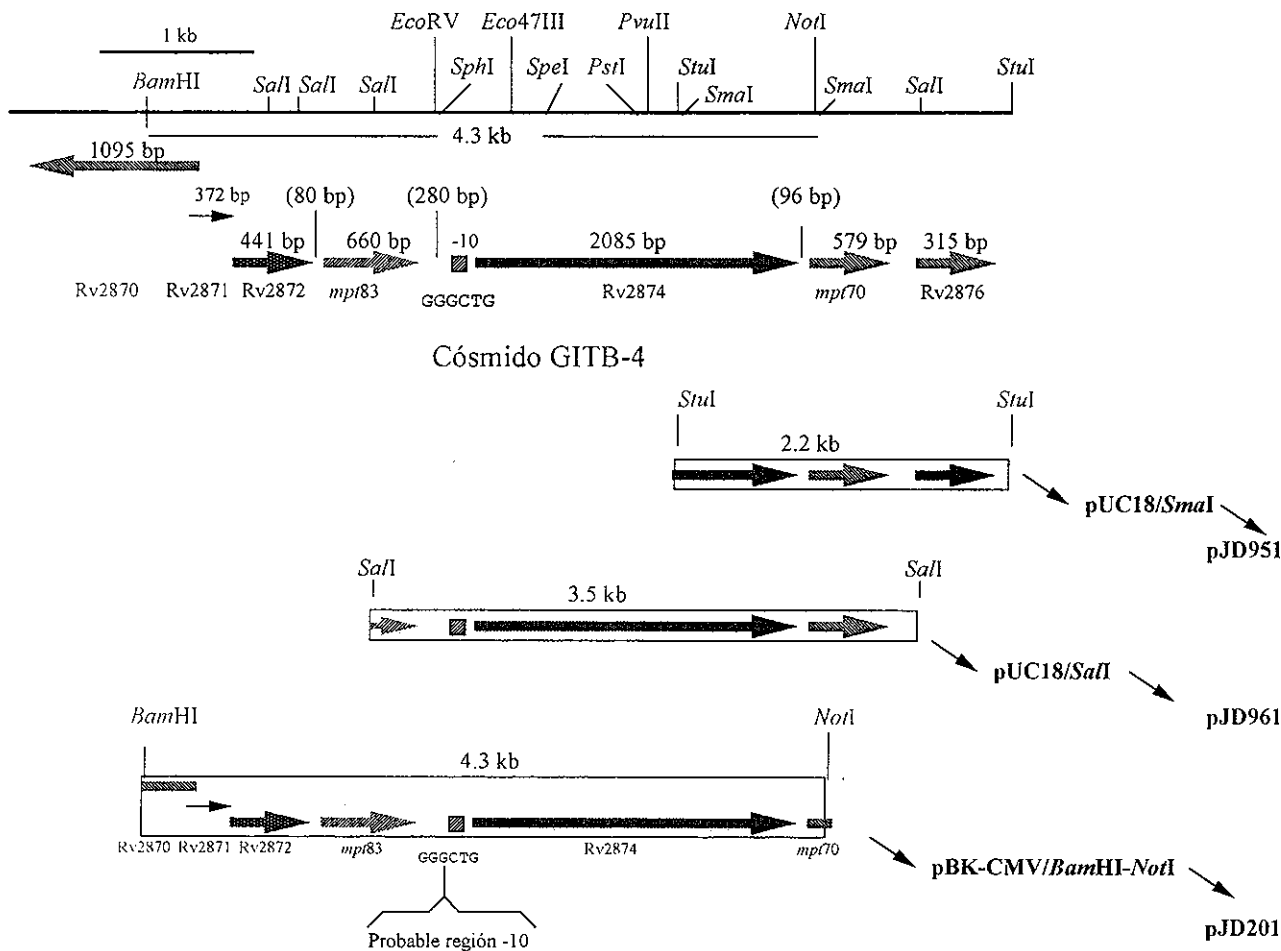 1 kb
EcoRV Eco47III PvuII NotI
BamHI SalI SalI SalI SphI SpeI PstI StuI SmaI SmaI SalI StuI
4.3 kb
1095 bp
372 bp (80 bp) (280 bp) (96 bp)
441 bp 660 bp -10 2085 bp 579 bp 315 bp
Rv2870 Rv2871 Rv2872 mpt83 GGGCTG Rv2874 mpt70 Rv2876
Cósmido GITB-4
StuI StuI
2.2 kb
pUC18/SmaI
pJD951
SalI SalI
3.5 kb
pUC18/SalI
pJD961
BamHI NotI
4.3 kb
Rv2870 Rv2871 Rv2872 mpt83 GGGCTG Rv2874 mpt70
pBK-CMV/BamHI-NotI
pJD201
Probable región -10